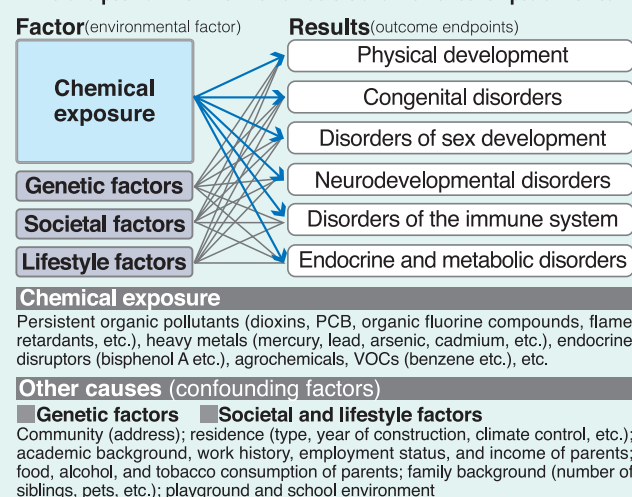 Factor(environmental factor)
Results(outcome endpoints)
Chemical
exposure
Genetic factors
Societal factors
Lifestyle factors
Physical development
Congenital disorders
Disorders of sex development
Neurodevelopmental disorders
Disorders of the immune system
Endocrine and metabolic disorders
Chemical exposure
Persistent organic pollutants (dioxins, PCB, organic fluorine compounds, flame
retardants, etc.), heavy metals (mercury, lead, arsenic, cadmium, etc.), endocrine
disruptors (bisphenol A etc.), agrochemicals, VOCs (benzene etc.), etc.
Other causes (confounding factors)
Genetic factors Societal and lifestyle factors
Community (address); residence (type, year of construction, climate control, etc.);
academic background, work history, employment status, and income of parents;
food, alcohol, and tobacco consumption of parents; family background (number of
siblings, pets, etc.); playground and school environment